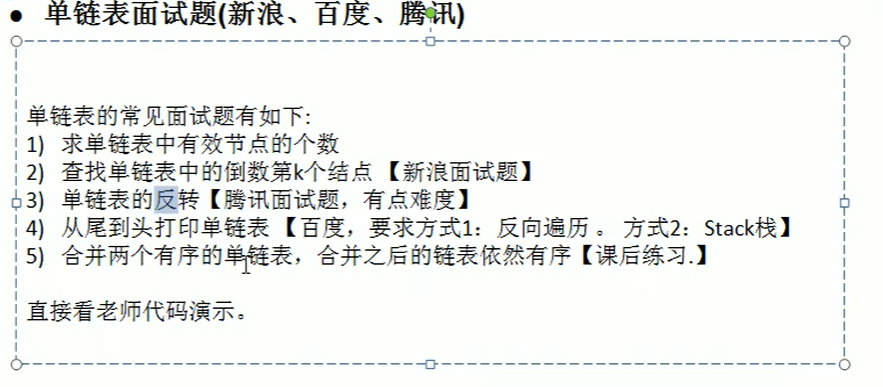 ● 单链表面试题(新浪、百度、腾讯)
单链表的常见面试题有如下:
1) 求单链表中有效节点的个数
2) 查找单链表中的倒数第k个结点 【新浪面试题】
3) 单链表的反转【腾讯面试题，有点难度】
4) 从尾到头打印单链表 【百度，要求方式1：反向遍历 。 方式2：Stack栈】
5) 合并两个有序的单链表，合并之后的链表依然有序【课后练习.】
直接看老师代码演示。